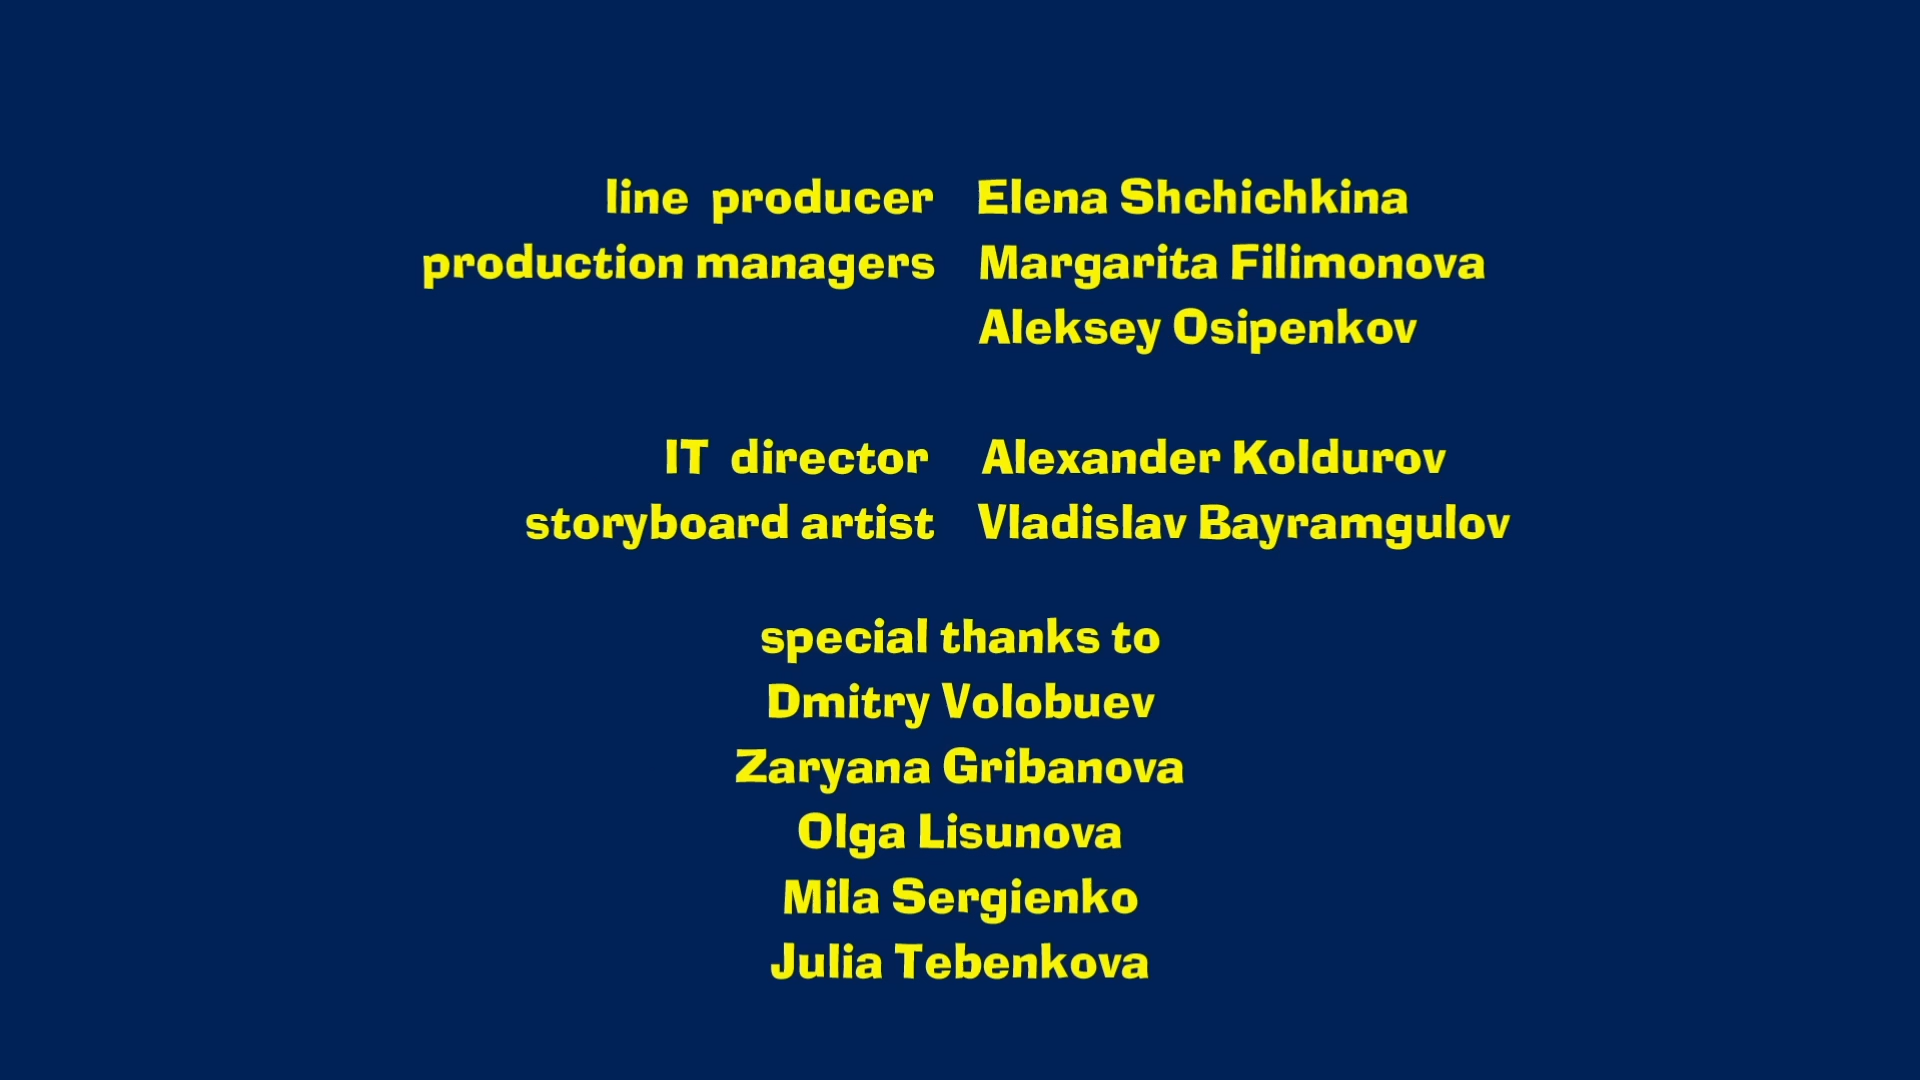 line producer Elena Shchichkina
production managers Margarita Filimonova
Aleksey Osipenkov
IT director Alexander Koldurov
storyboard artist Vladislav Bayramgulov
special thanks to
Dmitry Volobuev
Zaryana Gribanova
Olga Lisunova
Mila Sergienko
Julia Tebenkova